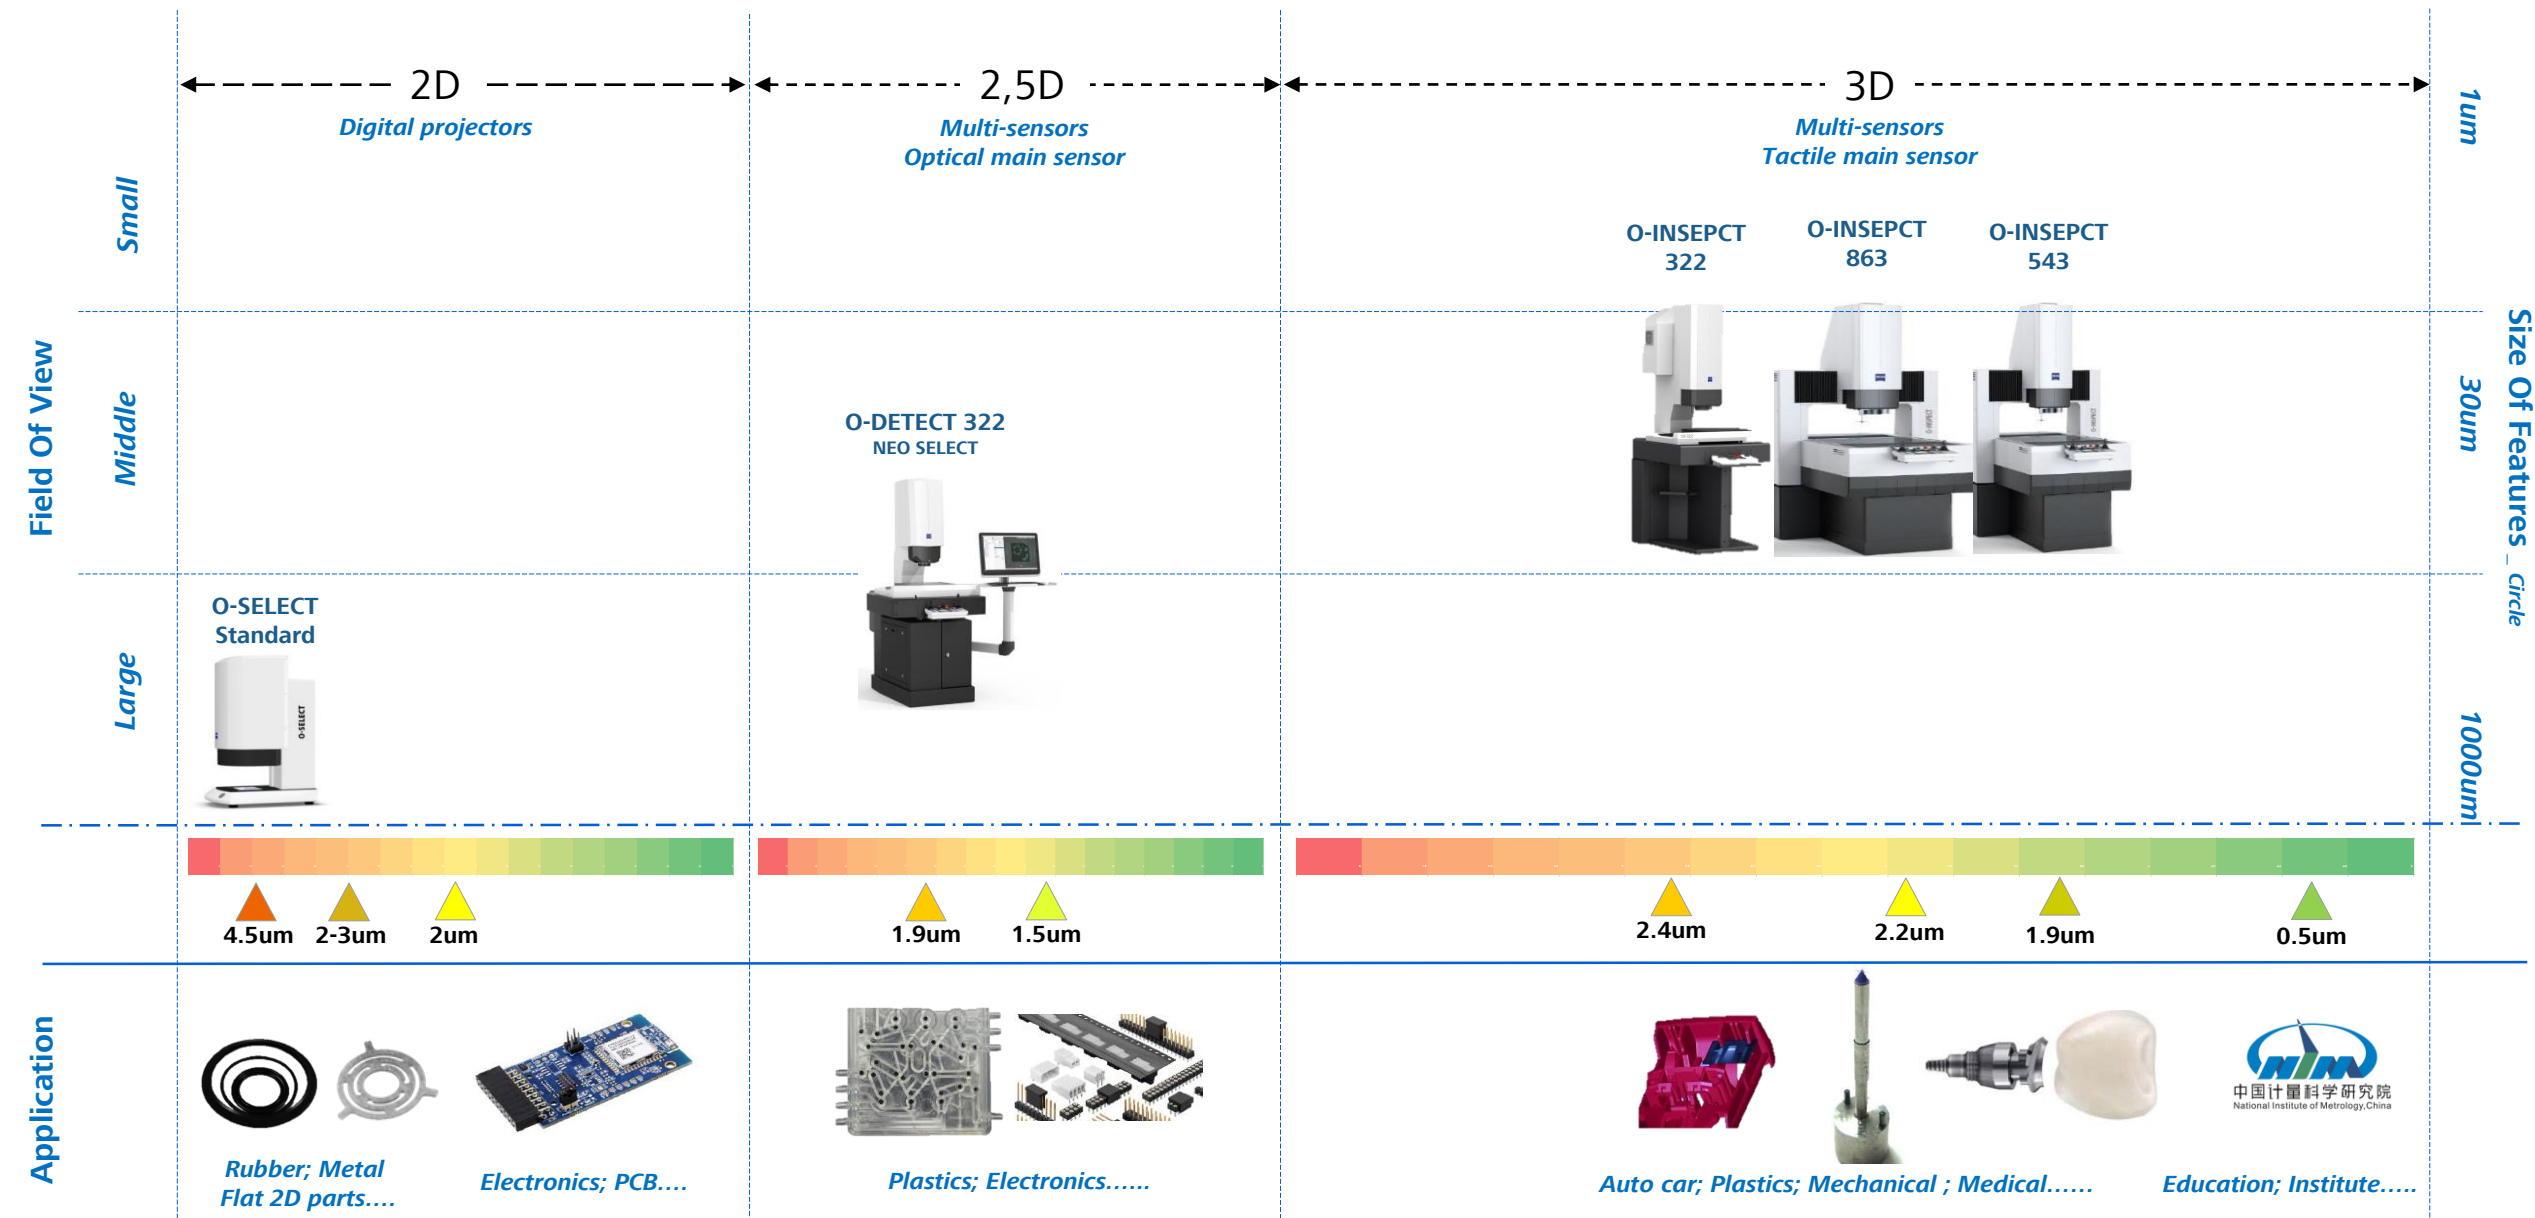 2D
Digital projectors
2,5D
Multi-sensors
Optical main sensor
3D
Multi-sensors
Tactile main sensor
1um
Small
O-INSEPCT
322
O-INSEPCT
863
O-INSEPCT
543
Field Of View
Middle
O-DETECT 322
NEO SELECT
O-INSPECT
O-INSPECT
30um
Size Of Features _ Circle
Large
O-SELECT
Standard
O-SELECT
1000um
4.5um
2-3um
2um
1.9um
1.5um
2.4um
2.2um
1.9um
0.5um
Application
中国计量科学研究院
National Institute of Metrology,China
Rubber; Metal
Flat 2D parts....
Electronics; PCB....
Plastics; Electronics......
Auto car; Plastics; Mechanical ; Medical......
Education; Institute.....